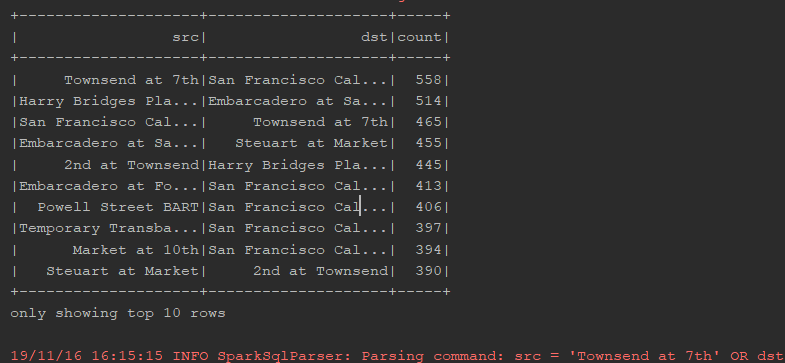 +--------------------+--------------------+-----+
|                 src|                 dst|count|
+--------------------+--------------------+-----+
|     Townsend at 7th|San Francisco Cal...|  558|
|Harry Bridges Pla...|Embarcadero at Sa...|  514|
|San Francisco Cal...|     Townsend at 7th|  465|
|Embarcadero at Sa...|   Steuart at Market|  455|
|     2nd at Townsend|Harry Bridges Pla...|  445|
|Embarcadero at Fo...|San Francisco Cal...|  413|
|  Powell Street BART|San Francisco Cal...|  406|
|Temporary Transba...|San Francisco Cal...|  397|
|      Market at 10th|San Francisco Cal...|  394|
|   Steuart at Market|     2nd at Townsend|  390|
+--------------------+--------------------+-----+
only showing top 10 rows
19/11/16 16:15:15 INFO SparkSqlParser: Parsing command: src = 'Townsend at 7th' OR dst